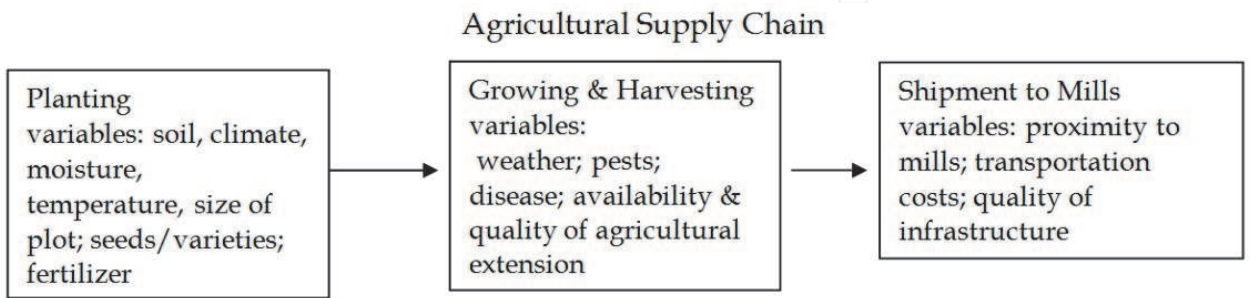 Agricultural Supply Chain
Planting
variables: soil, climate,
moisture,
temperature, size of
plot; seeds/varieties;
fertilizer
Growing & Harvesting
variables:
weather; pests;
disease; availability &
quality of agricultural
extension
Shipment to Mills
variables: proximity to
mills; transportation
costs; quality of
infrastructure